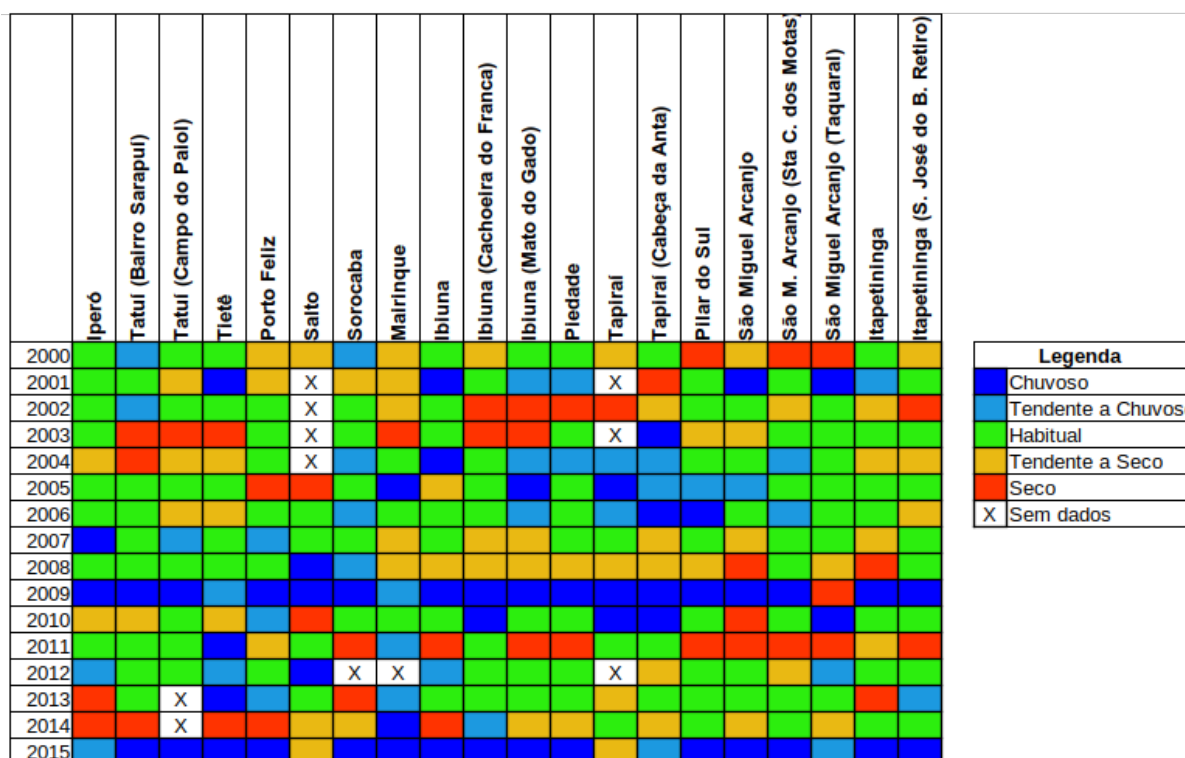 Iperó
Tatuí (Bairro Sarapuí)
Tatuí (Campo do Paiol)
Tietê
Porto Feliz
Salto
Sorocaba
Mairinque
Ibiuna
Ibiuna (Cachoeira do Franca)
Ibiuna (Mato do Gado)
Piedade
Tapiraí
Tapiraí (Cabeça da Anta)
Pilar do Sul
São Miguel Arcanjo
São M. Arcanjo (Sta C. dos Motas)
São Miguel Arcanjo (Taquaral)
Itapetininga
Itapetininga (S. José do B. Retiro)
2000
2001 X X
2002 X
2003 X X
2004 X
2005
2006
2007
2008
2009
2010
2011
2012 X X X
2013 X
2014 X
2015
Legenda
Chuvoso
Tendente a Chuvos
Habitual
Tendente a Seco
Seco
X Sem dados